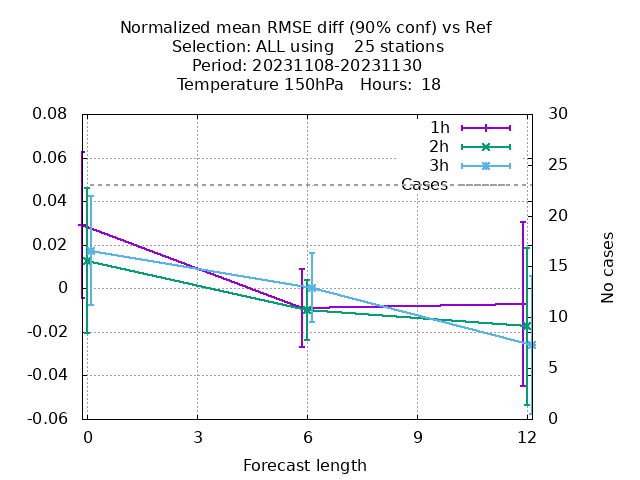 Normalized mean RMSE diff (90% conf) vs Ref
Selection: ALL using    25 stations
Period: 20231108-20231130
Temperature 150hPa   Hours:  18
0.08
0.06
0.04
0.02
0
-0.02
-0.04
-0.06
30
25
20
15
10
5
0
1h
2h
3h
Cases
No cases
0
3
6
9
12
Forecast length